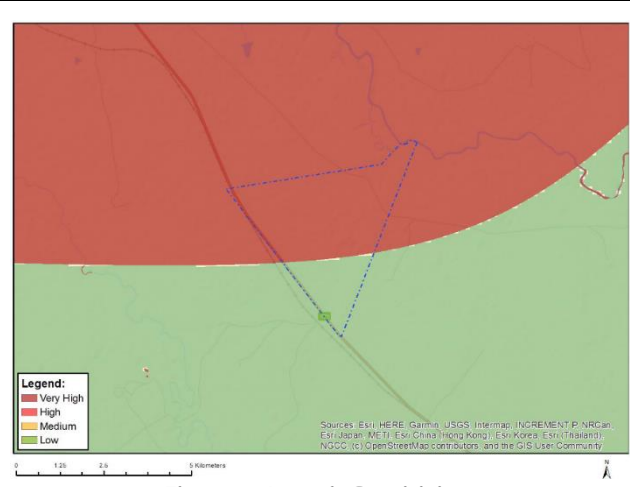 Legend:
Very High
High
Medium
Low
Sources: Esri, HERE, Garmin, USGS, Intermap, INCREMENT P, NRCan,
Esri Japan, METI, Esri China (Hong Kong), Esri Korea, Esri (Thailand),
NGCC, (c) OpenStreetMap contributors, and the GIS User Community
0 1.25 2.5 5 Kilometers
N